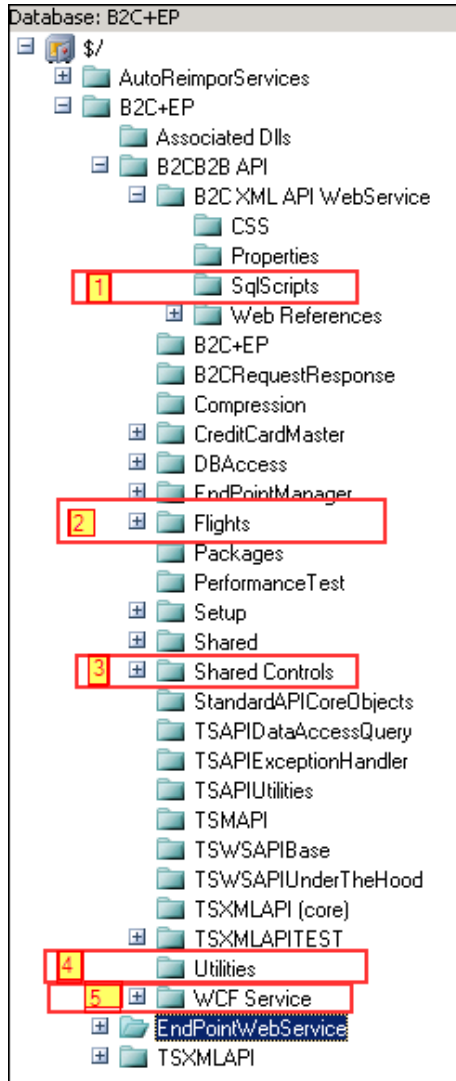 Database: B2C+EP
$/
AutoReimporServices
B2C+EP
Associated Dlls
B2CB2B API
B2C XML API WebService
CSS
Properties
1 SqlScripts
Web References
B2C+EP
B2CRequestResponse
Compression
CreditCardMaster
DBAccess
EndPointManager
2 Flights
Packages
PerformanceTest
Setup
Shared
3 Shared Controls
StandardAPICoreObjects
TSAPIDataAccessQuery
TSAPIExceptionHandler
TSAPIUtilities
TSMAPI
TSWSAPIBase
TSWSAPIUnderTheHood
TSXMLAPI (core)
TSXMLAPITEST
4 Utilities
5 WCF Service
EndPointWebService
TSXMLAPI